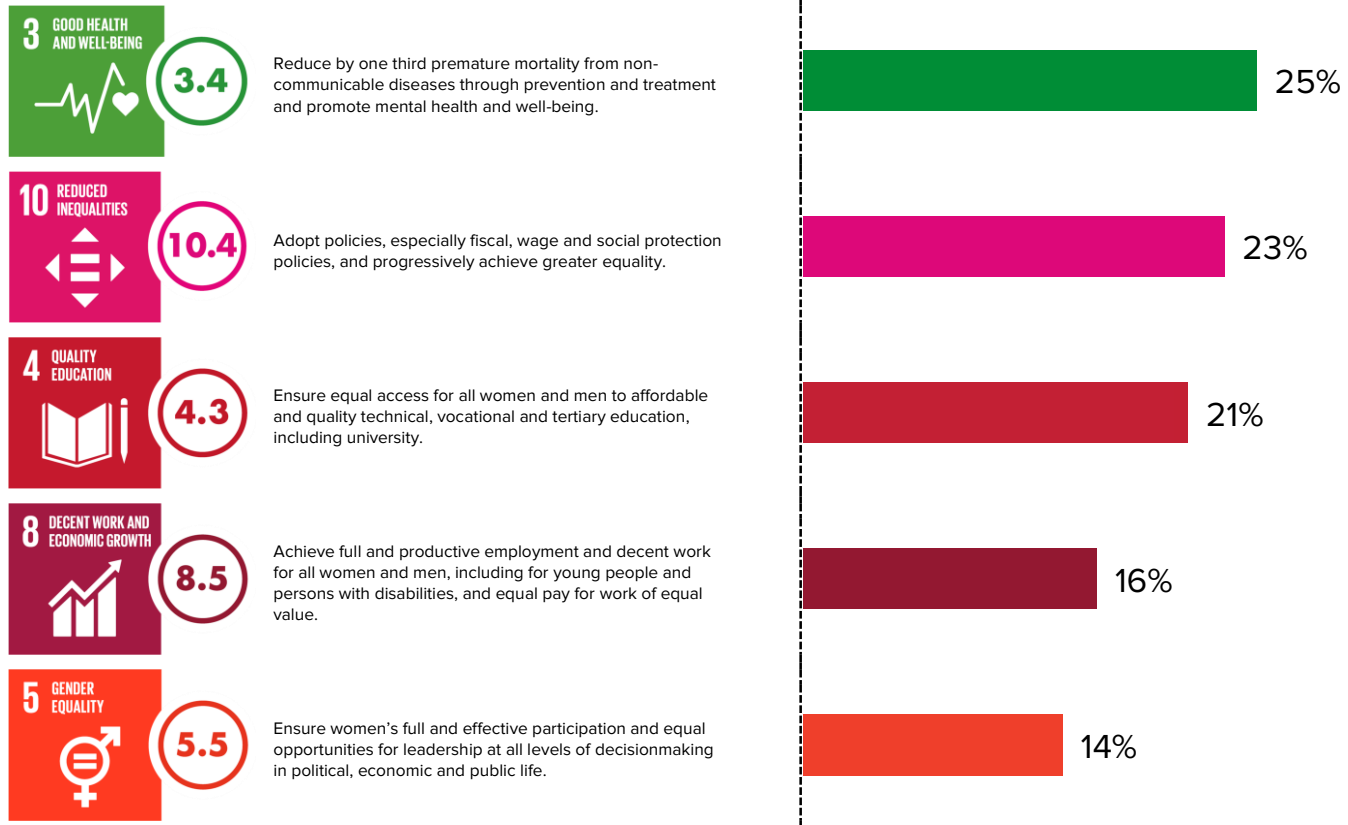 3 GOOD HEALTH
AND WELL-BEING
3.4
Reduce by one third premature mortality from non-
communicable diseases through prevention and treatment
and promote mental health and well-being.
25%
10 REDUCED
INEQUALITIES
10.4
Adopt policies, especially fiscal, wage and social protection
policies, and progressively achieve greater equality.
23%
4 QUALITY
EDUCATION
4.3
Ensure equal access for all women and men to affordable
and quality technical, vocational and tertiary education,
including university.
21%
8 DECENT WORK AND
ECONOMIC GROWTH
8.5
Achieve full and productive employment and decent work
for all women and men, including for young people and
persons with disabilities, and equal pay for work of equal
value.
16%
5 GENDER
EQUALITY
5.5
Ensure women’s full and effective participation and equal
opportunities for leadership at all levels of decisionmaking
in political, economic and public life.
14%